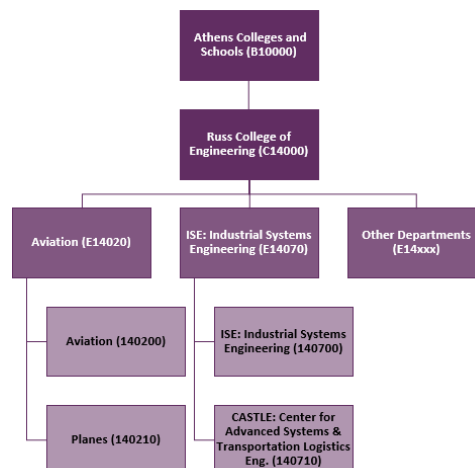 Athens Colleges and
Schools (B10000)
Russ College of
Engineering (C14000)
Aviation (E14020)
ISE: Industrial Systems
Engineering (E14070)
Other Departments
(E14xxx)
Aviation (140200)
ISE: Industrial Systems
Engineering (140700)
Planes (140210)
CASTLE: Center for
Advanced Systems &
Transportation Logistics
Eng. (140710)